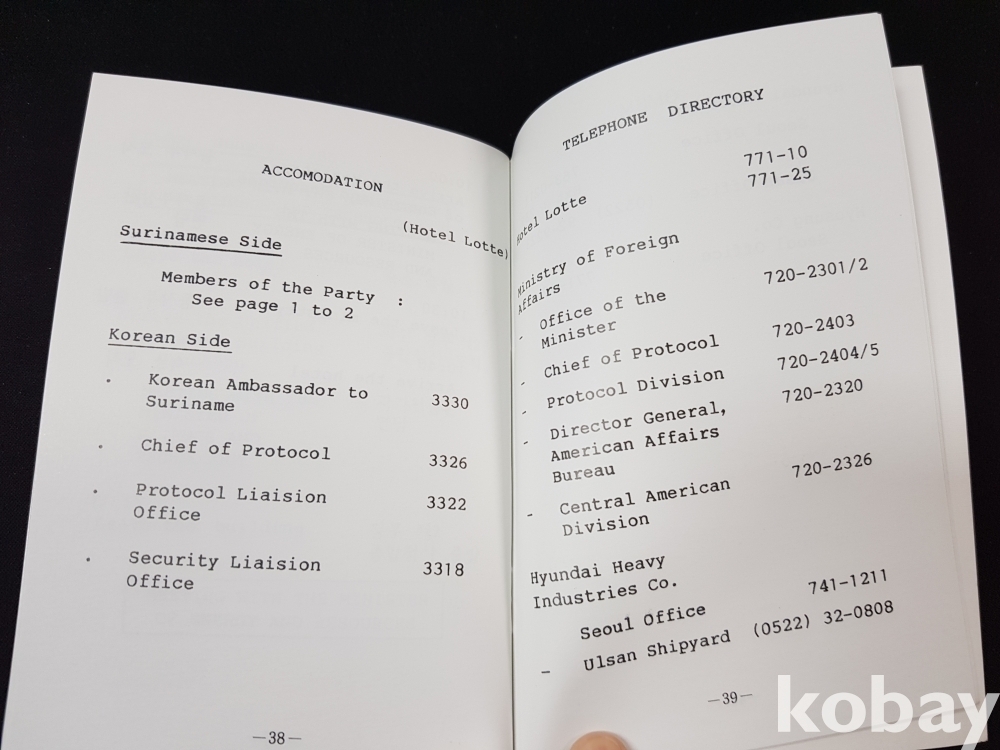 ACCOMODATION
(Hotel Lotte)
Surinamese Side
Members of the Party :
See page 1 to 2
Korean Side
. Korean Ambassador to 3330
Suriname
. Chief of Protocol 3326
. Protocol Liaision 3322
Office
. Security Liaision 3318
Office
—38—
TELEPHONE DIRECTORY
771-10
Hotel Lotte 771-25
Ministry of Foreign
Affairs
- Office of the 720-2301/2
Minister
- Chief of Protocol 720-2403
- Protocol Division 720-2404/5
- Director General, 720-2320
American Affairs
Bureau
- Central American 720-2326
Division
Hyundai Heavy
Industries Co.
Seoul Office 741-1211
- Ulsan Shipyard (0522) 32-0808
—39—
kobay